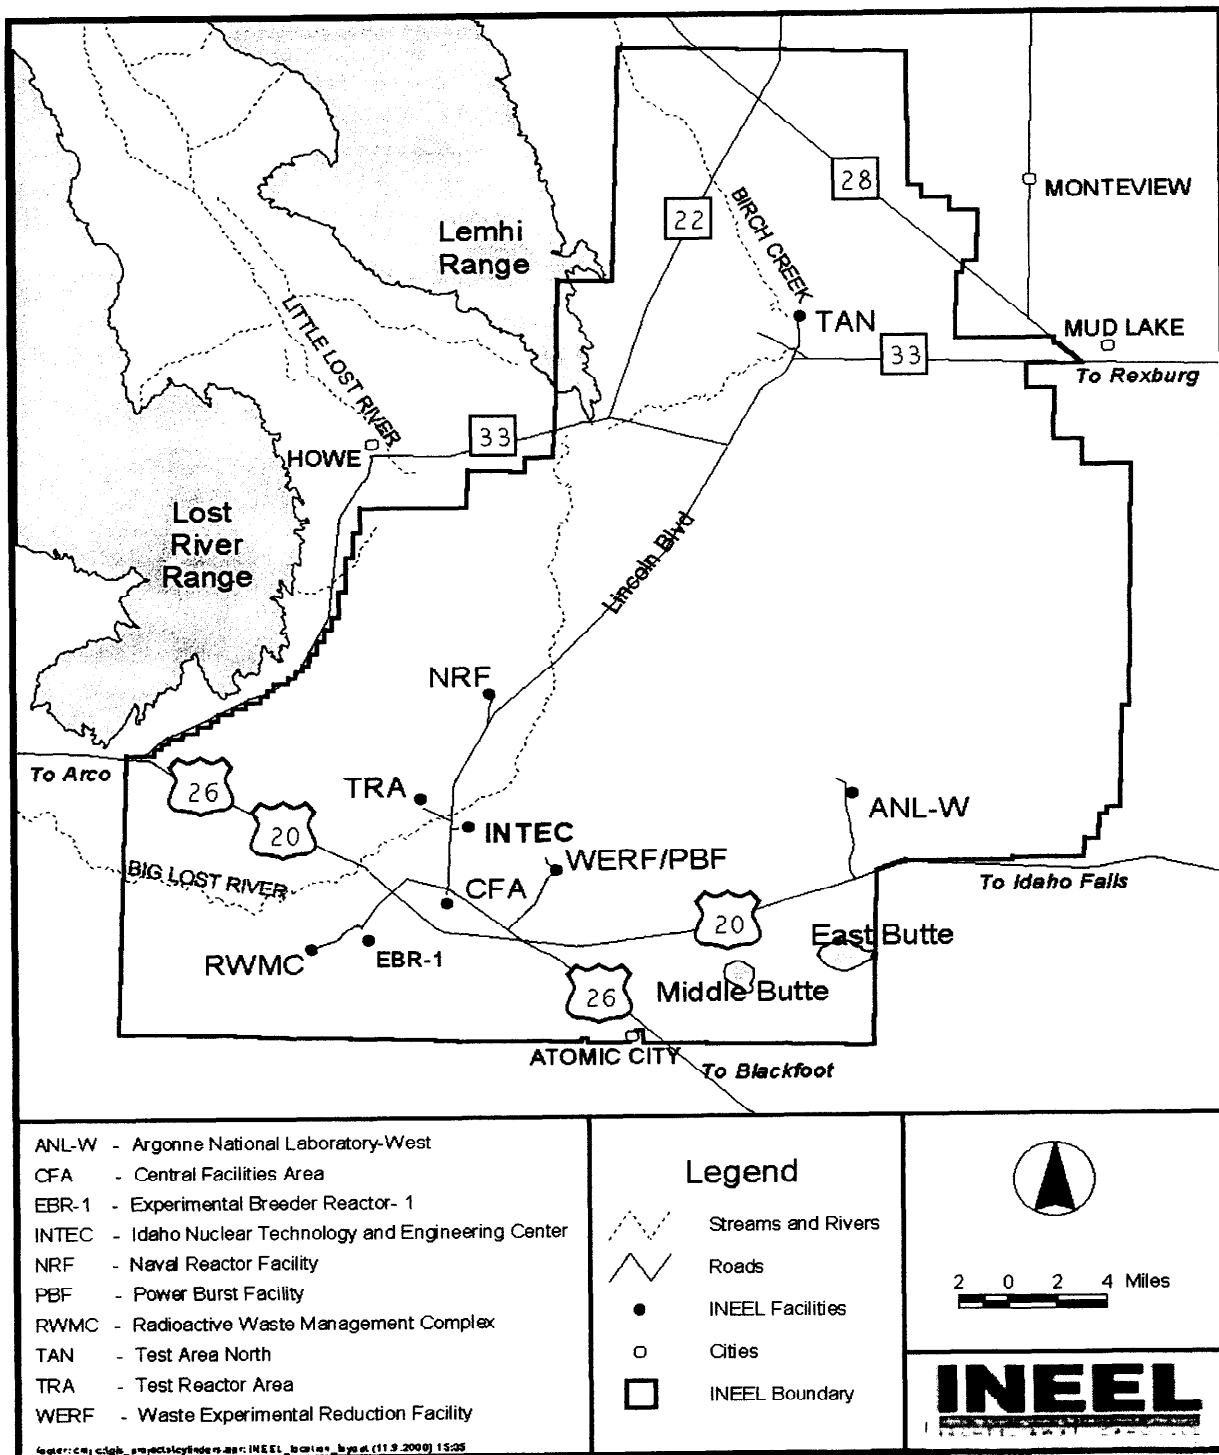 28
MONTEVIEW
22
BIRCH CREEK
Lemhi
Range
LITTLE LOST RIVER
TAN
MUD LAKE
33
To Rexburg
33
HOWE
Lost
River
Range
Lincoln Blvd
NRF
To Arco
26
TRA
20
INTEC
ANL-W
WERF/PBF
BIG LOST RIVER
CFA
To Idaho Falls
20
East Butte
RWMC
EBR-1
26
Middle Butte
ATOMIC CITY
To Blackfoot
ANL-W - Argonne National Laboratory-West
CFA - Central Facilities Area
EBR-1 - Experimental Breeder Reactor- 1
INTEC - Idaho Nuclear Technology and Engineering Center
NRF - Naval Reactor Facility
PBF - Power Burst Facility
RWMC - Radioactive Waste Management Complex
TAN - Test Area North
TRA - Test Reactor Area
WERF - Waste Experimental Reduction Facility
(11.9.2000) 15:35
Legend
Streams and Rivers
Roads
INEEL Facilities
Cities
INEEL Boundary
2 0 2 4 Miles
INEEL